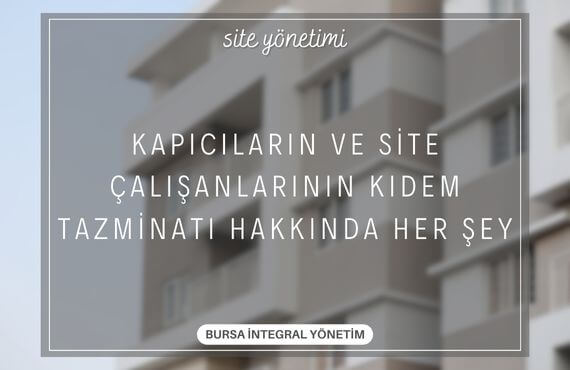 site yönetimi
KAPICILARIN VE SİTE
ÇALIŞANLARININ KIDEM
TAZMİNATI HAKKINDA HER ŞEY
BURSA İNTEGRAL YÖNETİM